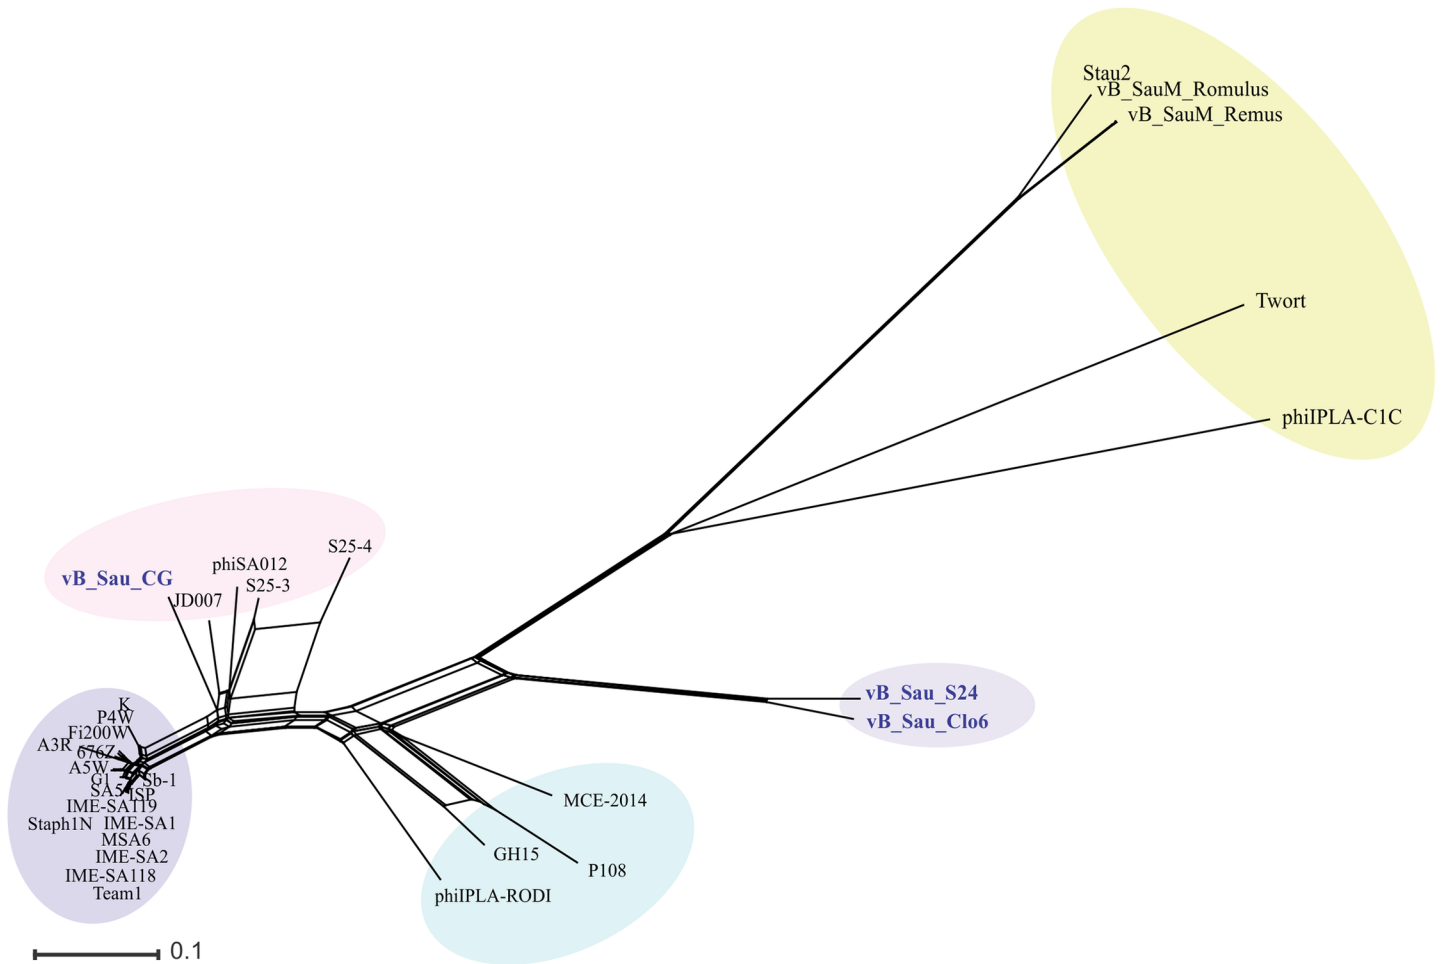 Stau2
vB_SauM_Romulus
vB_SauM_Remus
Twort
phiIPLA-C1C
S25-4
phiSA012
vB_Sau_CG
S25-3
JD007
vB_Sau_S24
vB_Sau_Clo6
K
P4W
Fi200W
A3R
676Z
A5W
G1
Sb-1
SA5
ISP
IME-SA119
Staph1N IME-SA1
MSA6
IME-SA2
IME-SA118
Team1
MCE-2014
GH15
P108
phiIPLA-RODI
0.1